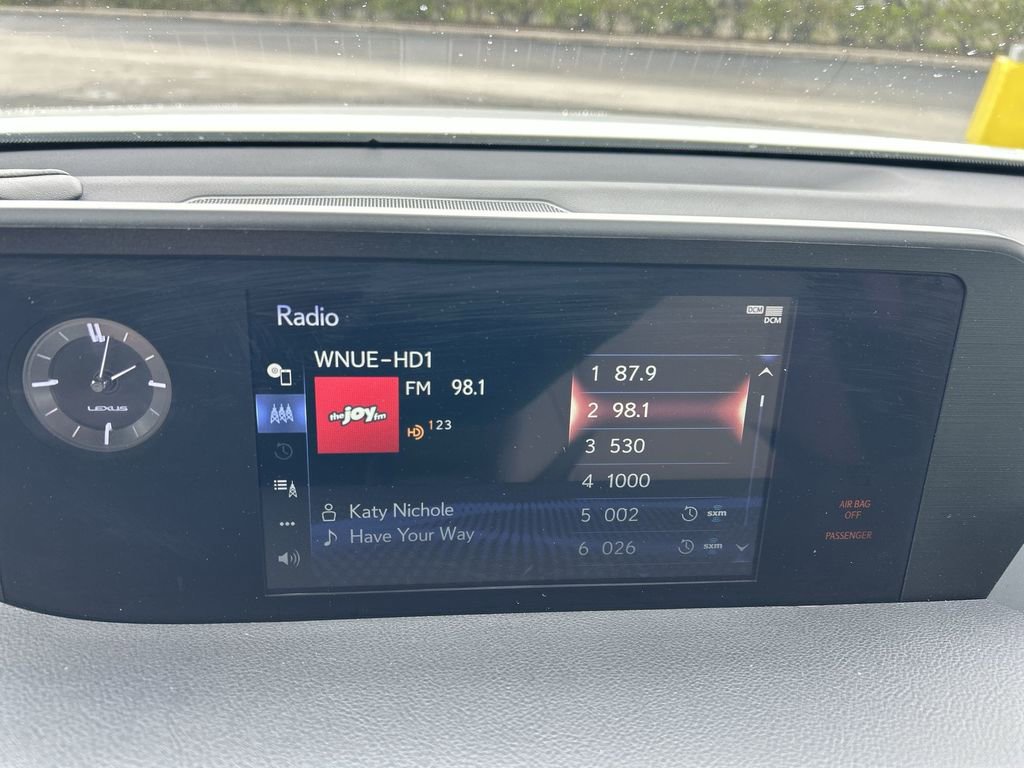 Radio
DCM
DCM
WNUE-HD1
FM 98.1
the joy fm
HD 123
Katy Nichole
Have Your Way
1 87.9
2 98.1
3 530
4 1000
5 002 sxm
6 026 sxm
LEXUS
AIR BAG
OFF
PASSENGER